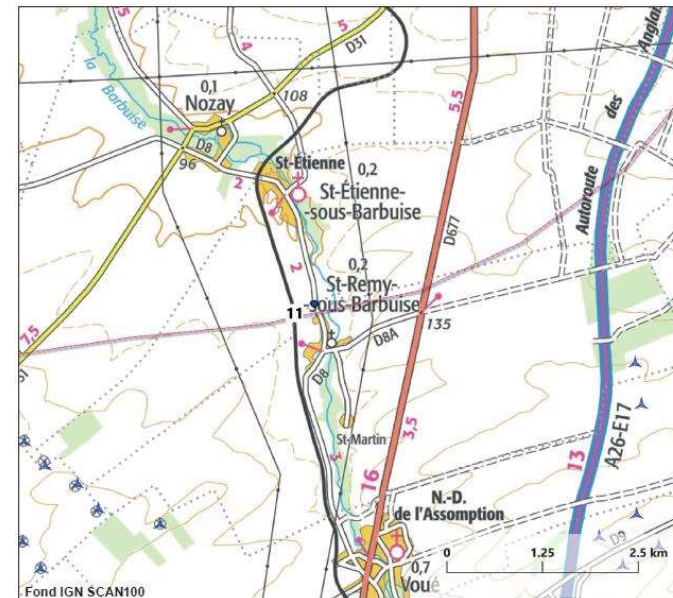 5
5
D31
4
Anglais
la
Barbuise
0,1
Nozay
108
5,5
des
D8
St-Étienne
0,2
96
2
St-Étienne
-sous-Barbuise
Autoroute
D677
2
0,2
St-Remy-
-sous-Barbuise
7,5
11
135
D8A
D8
3,5
St-Martin
3
16
13
A26-E17
N.-D.
de l'Assomption
D9
0,7
Voué
0 1.25 2.5 km
Fond IGN SCAN100